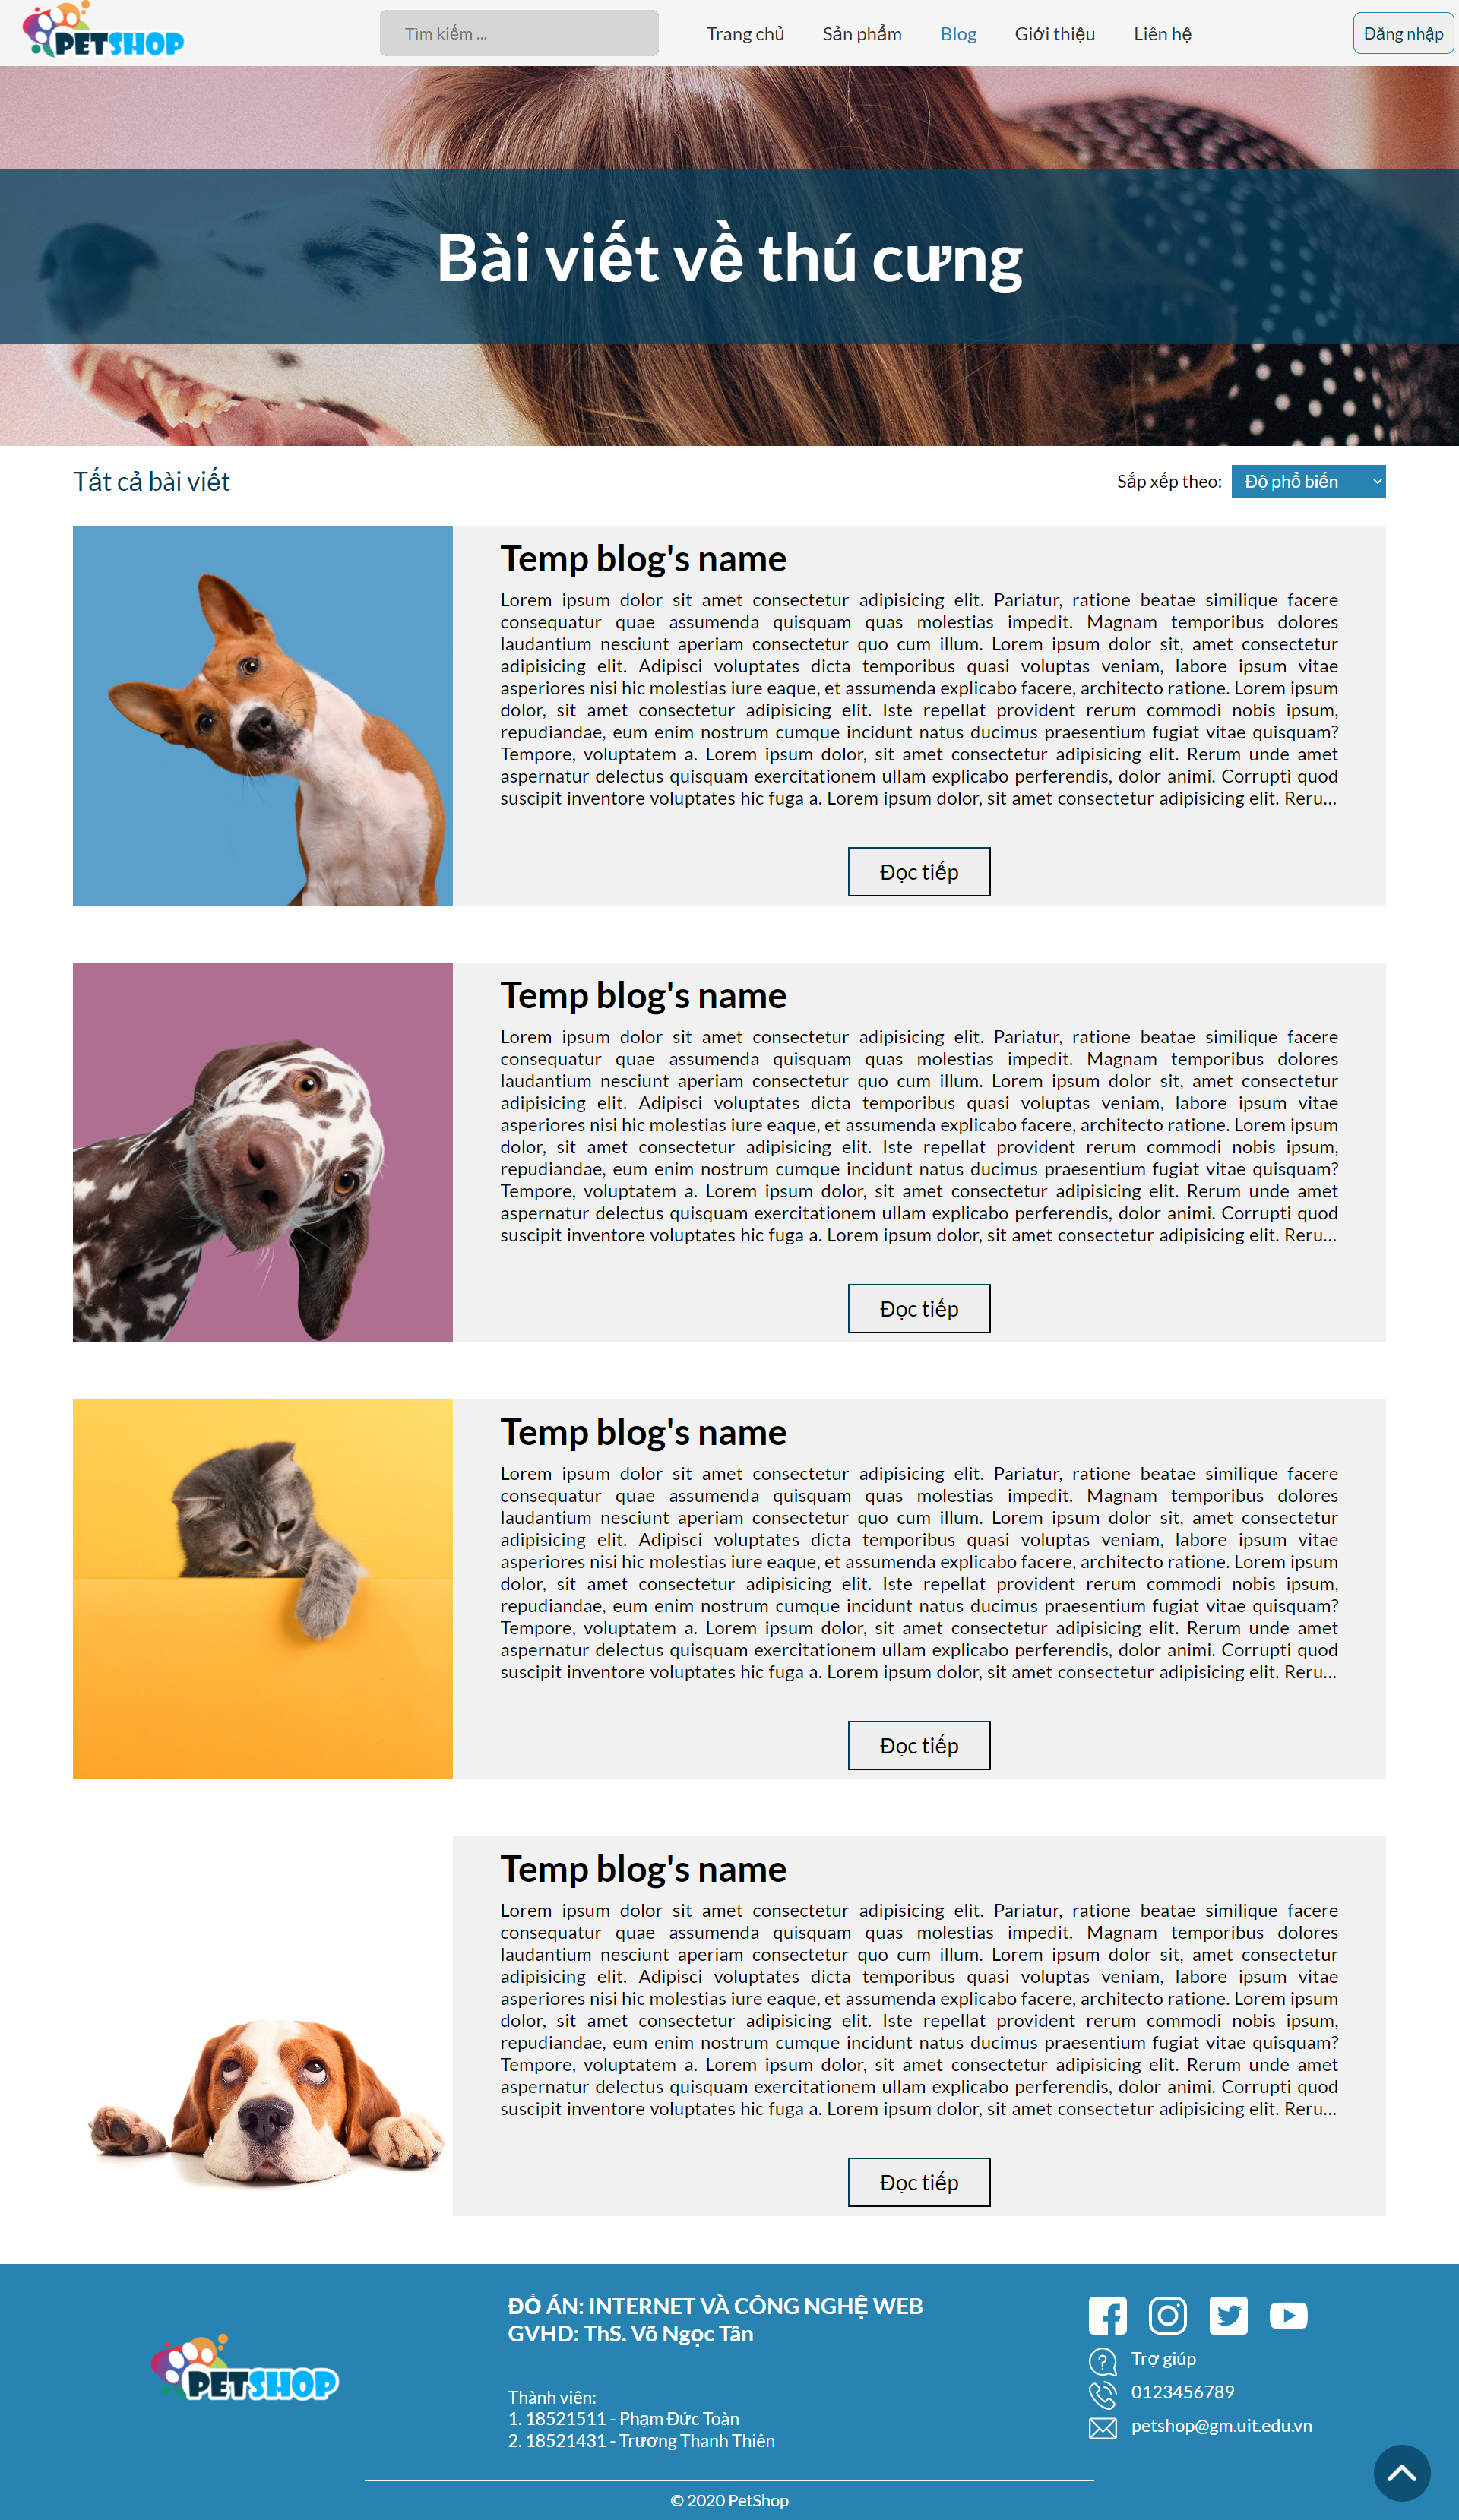 PETSHOP
Tìm kiếm ...
Trang chủ
Sản phẩm
Blog
Giới thiệu
Liên hệ
Đăng nhập
Bài viết về thú cưng
Tất cả bài viết
Sắp xếp theo:
Độ phổ biến
Temp blog's name
Lorem ipsum dolor sit amet consectetur adipisicing elit. Pariatur, ratione beatae similique facere
consequatur quae assumenda quisquam quas molestias impedit. Magnam temporibus dolores
laudantium nesciunt aperiam consectetur quo cum illum. Lorem ipsum dolor sit, amet consectetur
adipisicing elit. Adipisci voluptates dicta temporibus quasi voluptas veniam, labore ipsum vitae
asperiores nisi hic molestias iure eaque, et assumenda explicabo facere, architecto ratione. Lorem ipsum
dolor, sit amet consectetur adipisicing elit. Iste repellat provident rerum commodi nobis ipsum,
repudiandae, eum enim nostrum cumque incidunt natus ducimus praesentium fugiat vitae quisquam?
Tempore, voluptatem a. Lorem ipsum dolor, sit amet consectetur adipisicing elit. Rerum unde amet
aspernatur delectus quisquam exercitationem ullam explicabo perferendis, dolor animi. Corrupti quod
suscipit inventore voluptates hic fuga a. Lorem ipsum dolor, sit amet consectetur adipisicing elit. Reru...
Đọc tiếp
Temp blog's name
Lorem ipsum dolor sit amet consectetur adipisicing elit. Pariatur, ratione beatae similique facere
consequatur quae assumenda quisquam quas molestias impedit. Magnam temporibus dolores
laudantium nesciunt aperiam consectetur quo cum illum. Lorem ipsum dolor sit, amet consectetur
adipisicing elit. Adipisci voluptates dicta temporibus quasi voluptas veniam, labore ipsum vitae
asperiores nisi hic molestias iure eaque, et assumenda explicabo facere, architecto ratione. Lorem ipsum
dolor, sit amet consectetur adipisicing elit. Iste repellat provident rerum commodi nobis ipsum,
repudiandae, eum enim nostrum cumque incidunt natus ducimus praesentium fugiat vitae quisquam?
Tempore, voluptatem a. Lorem ipsum dolor, sit amet consectetur adipisicing elit. Rerum unde amet
aspernatur delectus quisquam exercitationem ullam explicabo perferendis, dolor animi. Corrupti quod
suscipit inventore voluptates hic fuga a. Lorem ipsum dolor, sit amet consectetur adipisicing elit. Reru...
Đọc tiếp
Temp blog's name
Lorem ipsum dolor sit amet consectetur adipisicing elit. Pariatur, ratione beatae similique facere
consequatur quae assumenda quisquam quas molestias impedit. Magnam temporibus dolores
laudantium nesciunt aperiam consectetur quo cum illum. Lorem ipsum dolor sit, amet consectetur
adipisicing elit. Adipisci voluptates dicta temporibus quasi voluptas veniam, labore ipsum vitae
asperiores nisi hic molestias iure eaque, et assumenda explicabo facere, architecto ratione. Lorem ipsum
dolor, sit amet consectetur adipisicing elit. Iste repellat provident rerum commodi nobis ipsum,
repudiandae, eum enim nostrum cumque incidunt natus ducimus praesentium fugiat vitae quisquam?
Tempore, voluptatem a. Lorem ipsum dolor, sit amet consectetur adipisicing elit. Rerum unde amet
aspernatur delectus quisquam exercitationem ullam explicabo perferendis, dolor animi. Corrupti quod
suscipit inventore voluptates hic fuga a. Lorem ipsum dolor, sit amet consectetur adipisicing elit. Reru...
Đọc tiếp
Temp blog's name
Lorem ipsum dolor sit amet consectetur adipisicing elit. Pariatur, ratione beatae similique facere
consequatur quae assumenda quisquam quas molestias impedit. Magnam temporibus dolores
laudantium nesciunt aperiam consectetur quo cum illum. Lorem ipsum dolor sit, amet consectetur
adipisicing elit. Adipisci voluptates dicta temporibus quasi voluptas veniam, labore ipsum vitae
asperiores nisi hic molestias iure eaque, et assumenda explicabo facere, architecto ratione. Lorem ipsum
dolor, sit amet consectetur adipisicing elit. Iste repellat provident rerum commodi nobis ipsum,
repudiandae, eum enim nostrum cumque incidunt natus ducimus praesentium fugiat vitae quisquam?
Tempore, voluptatem a. Lorem ipsum dolor, sit amet consectetur adipisicing elit. Rerum unde amet
aspernatur delectus quisquam exercitationem ullam explicabo perferendis, dolor animi. Corrupti quod
suscipit inventore voluptates hic fuga a. Lorem ipsum dolor, sit amet consectetur adipisicing elit. Reru...
Đọc tiếp
PETSHOP
ĐỒ ÁN: INTERNET VÀ CÔNG NGHỆ WEB
GVHD: ThS. Võ Ngọc Tân
Thành viên:
1. 18521511 - Phạm Đức Toàn
2. 18521431 - Trương Thanh Thiên
Trợ giúp
0123456789
petshop@gm.uit.edu.vn
© 2020 PetShop